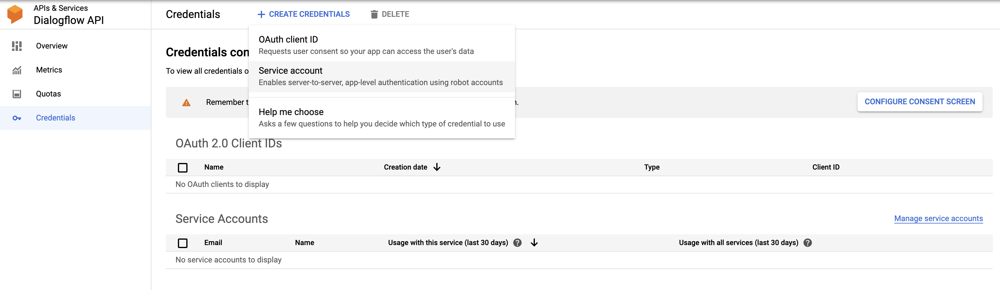 APIs & Services
Dialogflow API
Overview
Metrics
Quotas
Credentials
Credentials
CREATE CREDENTIALS
DELETE
OAuth client ID
Requests user consent so your app can access the user's data
Service account
Enables server-to-server, app-level authentication using robot accounts
Help me choose
Asks a few questions to help you decide which type of credential to use
Credentials
To view all credentials
Remember
CONFIGURE CONSENT SCREEN
OAuth 2.0 Client IDs
Name Creation date Type Client ID
No OAuth clients to display
Service Accounts
Manage service accounts
Email Name Usage with this service (last 30 days) Usage with all services (last 30 days)
No service accounts to display